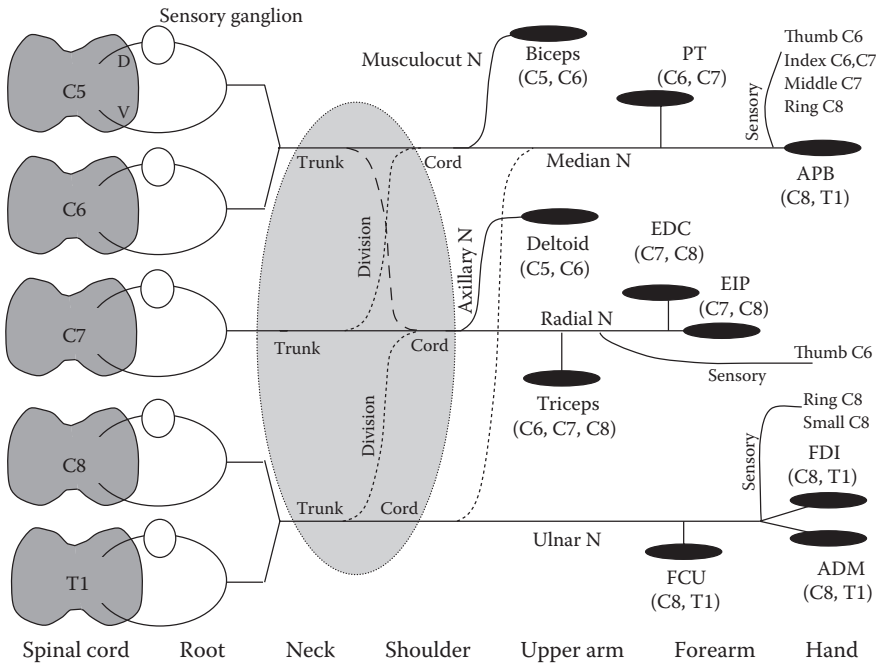 Sensory ganglion
D
C5
V
C6
C7
C8
T1
Trunk
Trunk
Trunk
Division
Division
Cord
Cord
Cord
Musculocut N
Biceps
(C5, C6)
PT
(C6, C7)
Sensory
Thumb C6
Index C6,C7
Middle C7
Ring C8
Median N
APB
(C8, T1)
Axillary N
Deltoid
(C5, C6)
EDC
(C7, C8)
EIP
(C7, C8)
Radial N
Thumb C6
Sensory
Triceps
(C6, C7, C8)
Ring C8
Small C8
Sensory
FDI
(C8, T1)
Ulnar N
FCU
(C8, T1)
ADM
(C8, T1)
Spinal cord Root Neck Shoulder Upper arm Forearm Hand